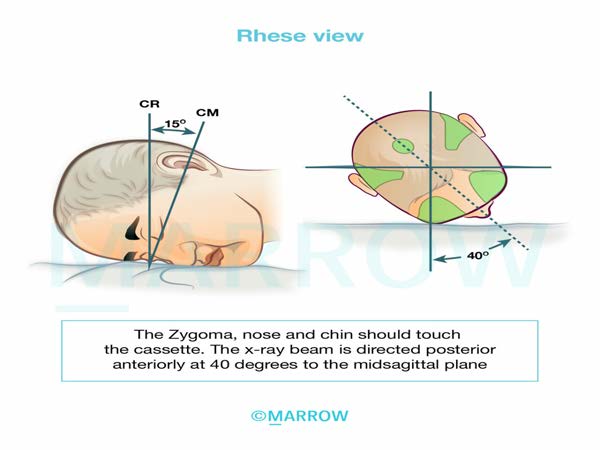 Rhese view
CR
CM
15°
40°
MARROW
The Zygoma, nose and chin should touch
the cassette. The x-ray beam is directed posterior
anteriorly at 40 degrees to the midsagittal plane
©MARROW